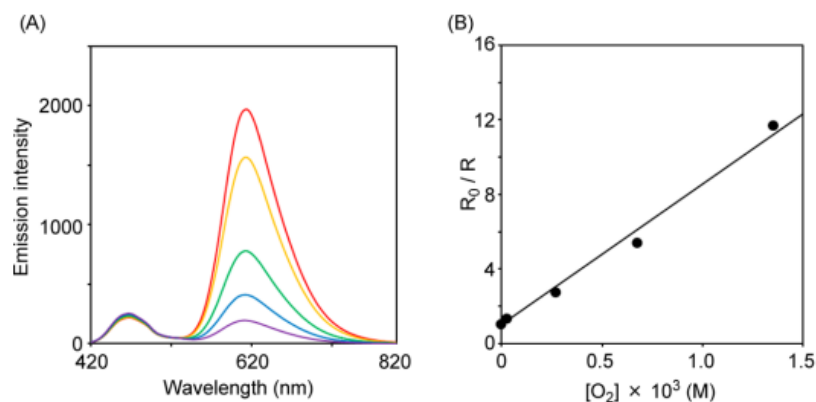 (A)
2000
1000
0
420
620
820
Emission intensity
Wavelength (nm)
(B)
16
12
8
4
0
0
0.5
1.0
1.5
R₀ / R
[O₂] × 10³ (M)